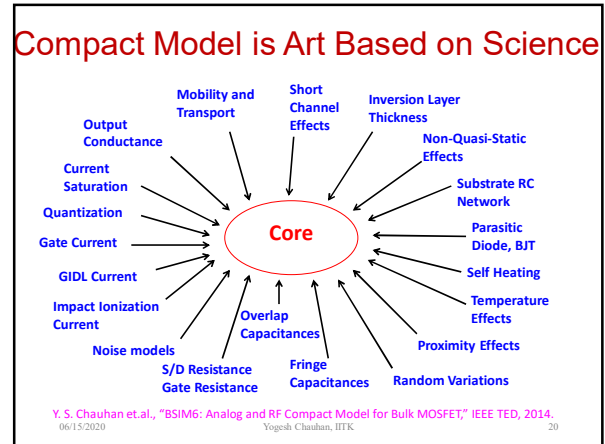 Compact Model is Art Based on Science
Mobility and
Transport
Short
Channel
Effects
Inversion Layer
Thickness
Output
Conductance
Non-Quasi-Static
Effects
Current
Saturation
Substrate RC
Network
Quantization
Core
Parasitic
Diode, BJT
Gate Current
Self Heating
GIDL Current
Temperature
Effects
Impact Ionization
Current
Overlap
Capacitances
Proximity Effects
Noise models
S/D Resistance
Gate Resistance
Fringe
Capacitances
Random Variations
Y. S. Chauhan et.al., “BSIM6: Analog and RF Compact Model for Bulk MOSFET,” IEEE TED, 2014.
06/15/2020 Yogesh Chauhan, IITK 20